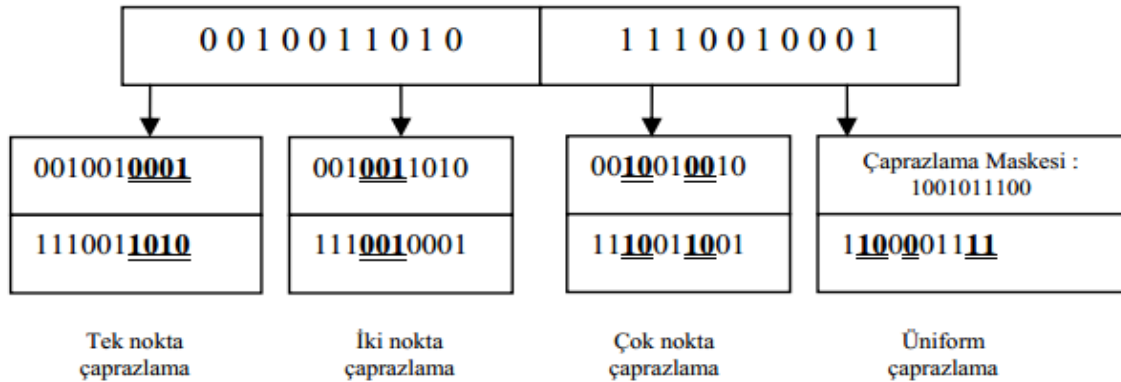 0 0 1 0 0 1 1 0 1 0 1 1 1 0 0 1 0 0 0 1
0010010001 0010011010 0010010010 Çaprazlama Maskesi :
1001011100
1110011010 1110010001 1110011001 1100001111
Tek nokta İki nokta Çok nokta Üniform
çaprazlama çaprazlama çaprazlama çaprazlama